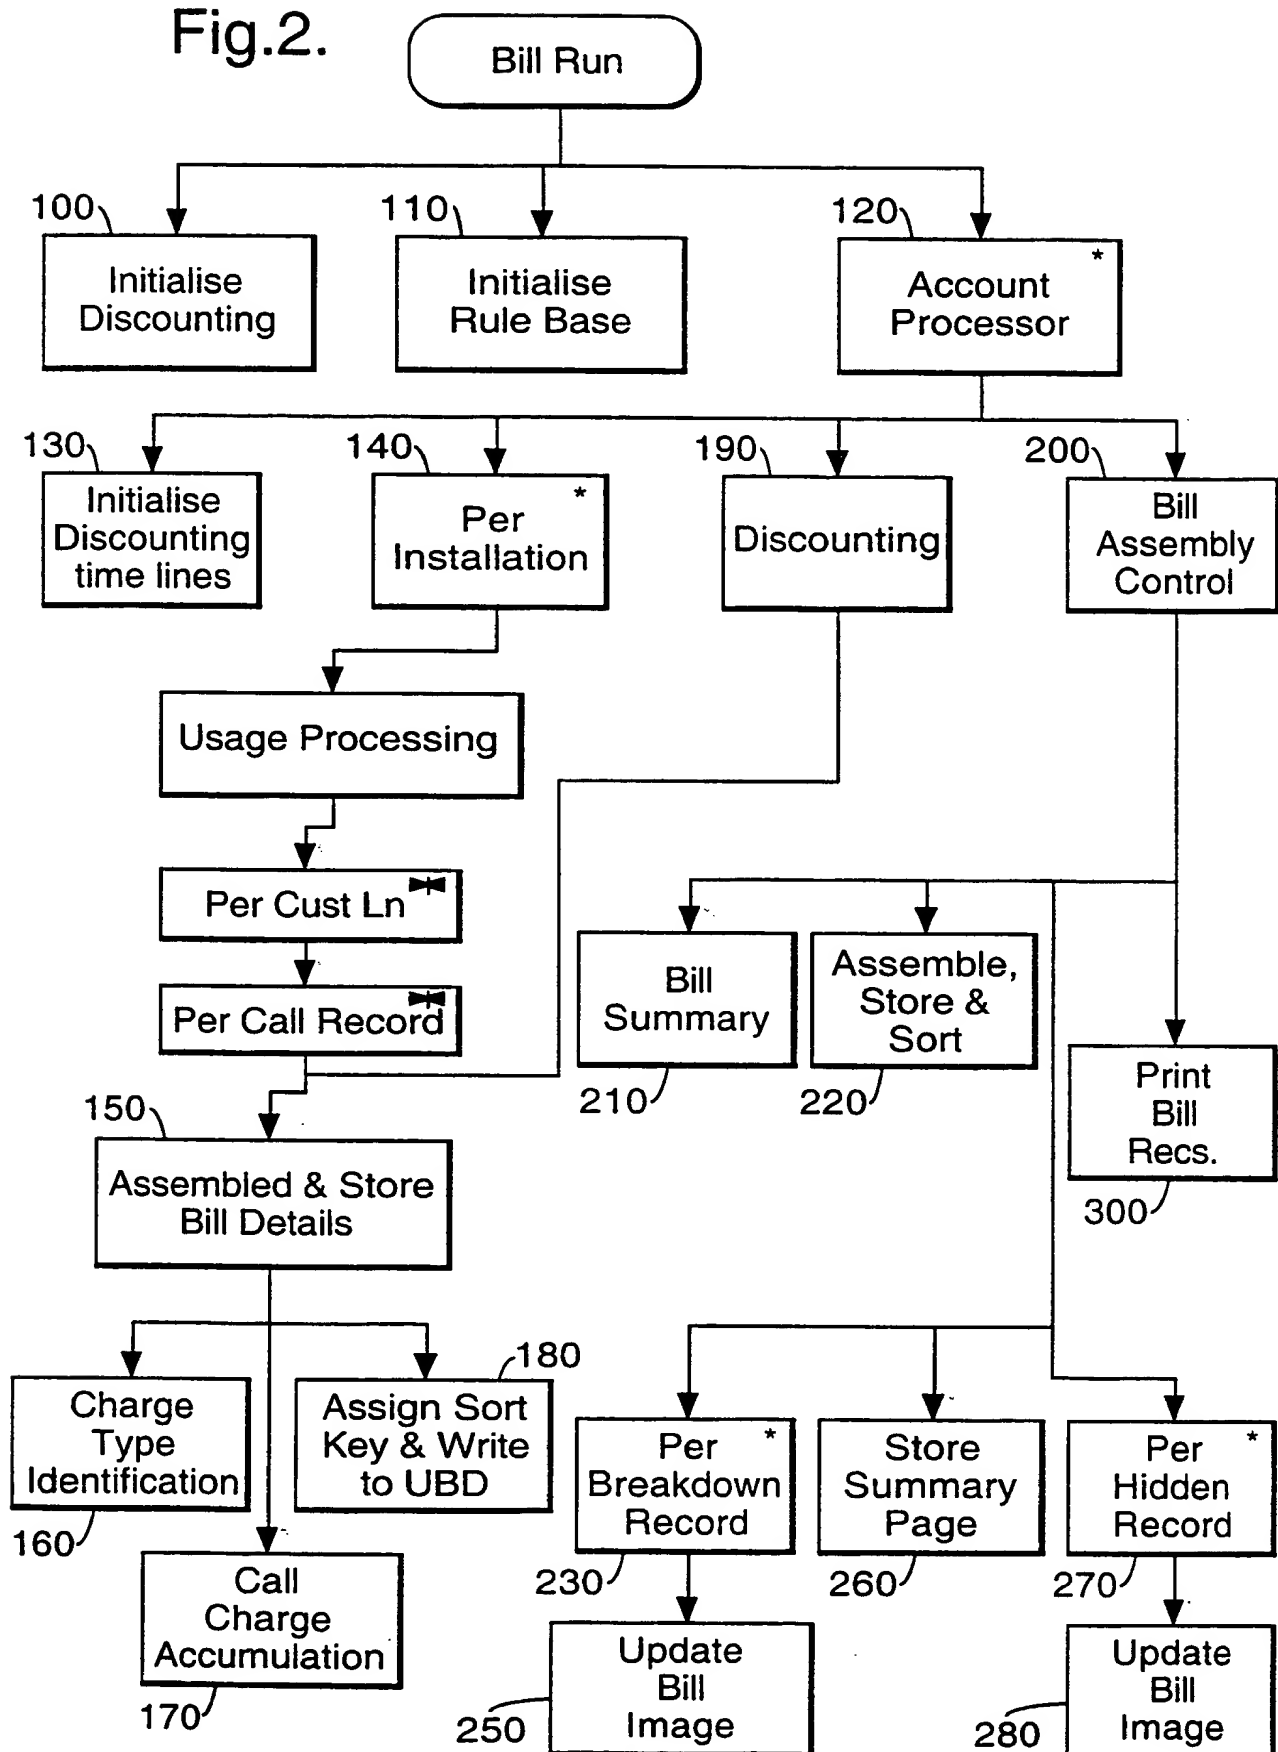 Fig.2.
Bill Run
100
110
120
Initialise
Discounting
Initialise
Rule Base
*
Account
Processor
130
140
190
200
Initialise
Discounting
time lines
*
Per
Installation
Discounting
Bill
Assembly
Control
Usage Processing
Per Cust Ln
Per Call Record
Bill
Summary
210
Assemble,
Store &
Sort
220
Print
Bill
Recs.
300
150
Assembled & Store
Bill Details
180
Charge
Type
Identification
160
Assign Sort
Key & Write
to UBD
Call
Charge
Accumulation
170
*
Per
Breakdown
Record
230
Store
Summary
Page
260
*
Per
Hidden
Record
270
Update
Bill
Image
250
Update
Bill
Image
280